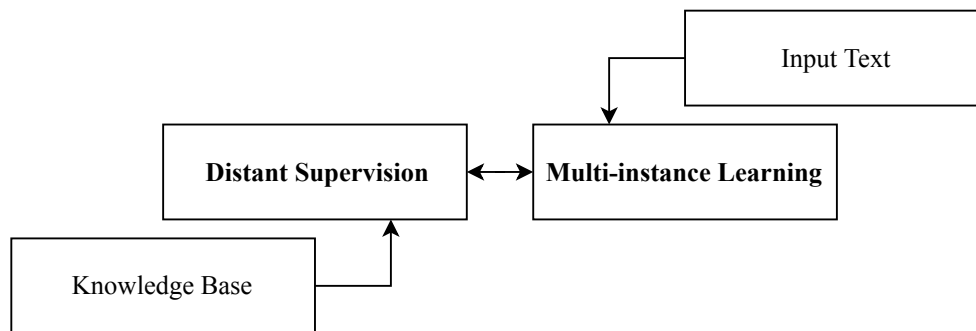 Input Text
Distant Supervision
Multi-instance Learning
Knowledge Base